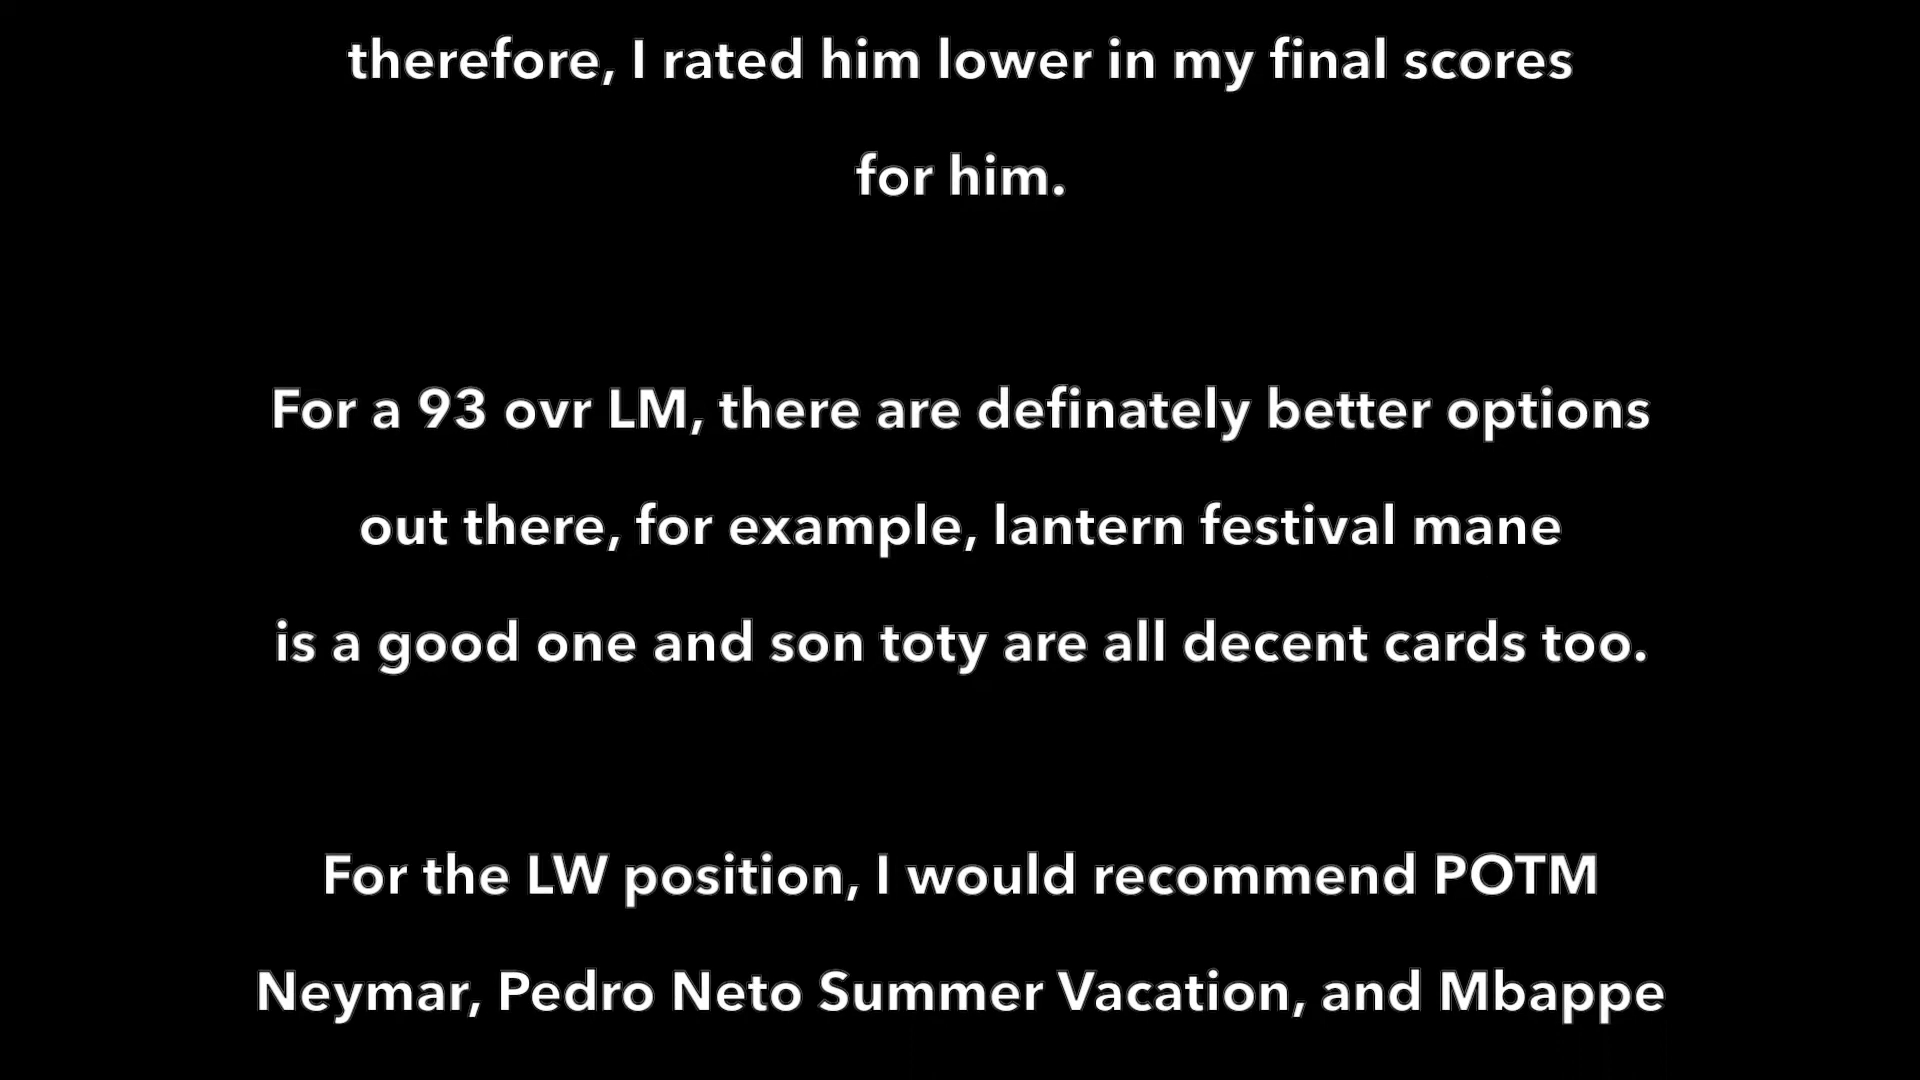 therefore, I rated him lower in my final scores
for him.
For a 93 ovr LM, there are definately better options
out there, for example, lantern festival mane
is a good one and son toty are all decent cards too.
For the LW position, I would recommend POTM
Neymar, Pedro Neto Summer Vacation, and Mbappe